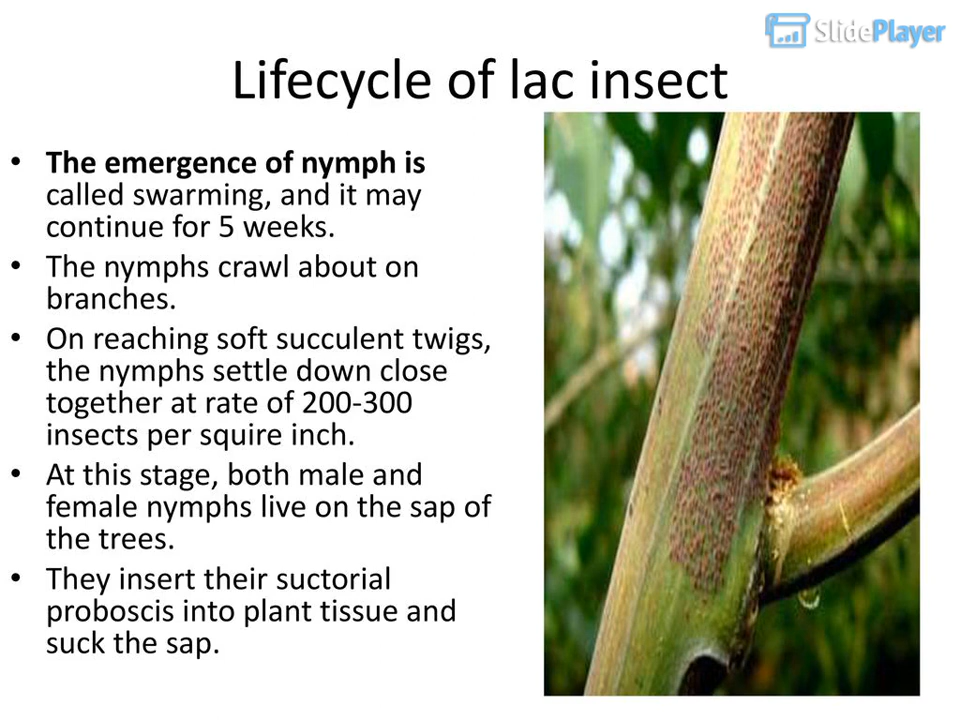 SlidePlayer
Lifecycle of lac insect
• The emergence of nymph is
called swarming, and it may
continue for 5 weeks.
• The nymphs crawl about on
branches.
• On reaching soft succulent twigs,
the nymphs settle down close
together at rate of 200-300
insects per squire inch.
• At this stage, both male and
female nymphs live on the sap of
the trees.
• They insert their suctorial
proboscis into plant tissue and
suck the sap.